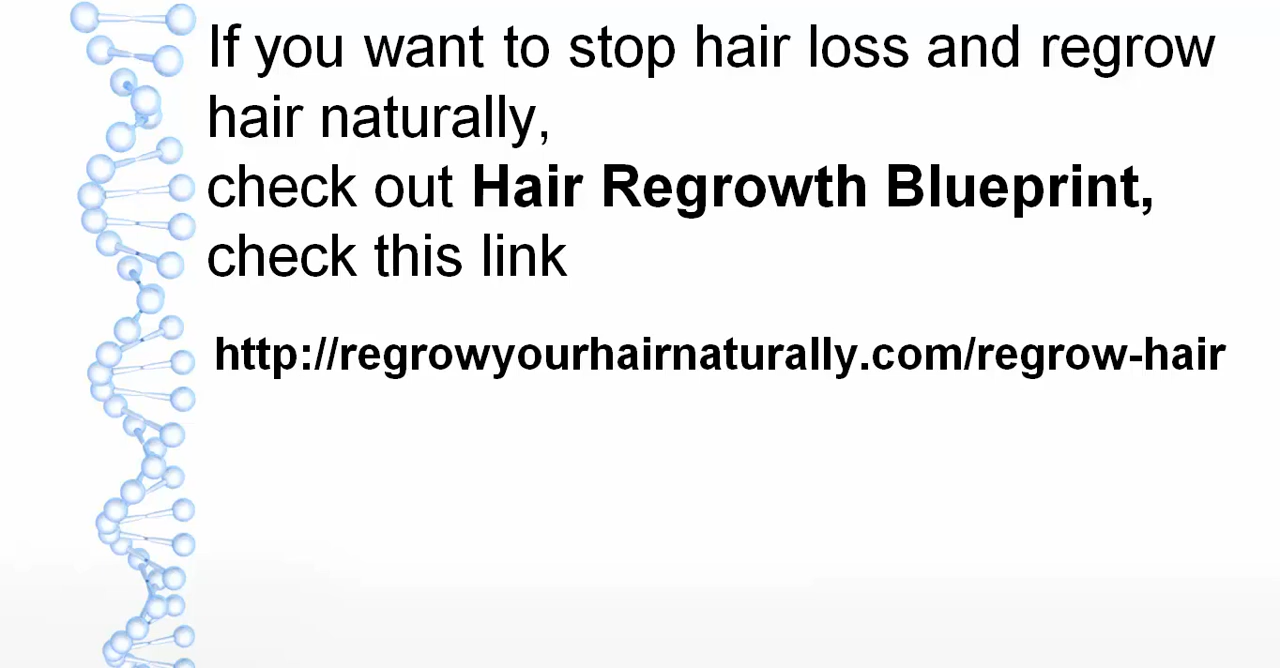 If you want to stop hair loss and regrow
hair naturally,
check out Hair Regrowth Blueprint,
check this link
http://regrowyourhairnaturally.com/regrow-hair